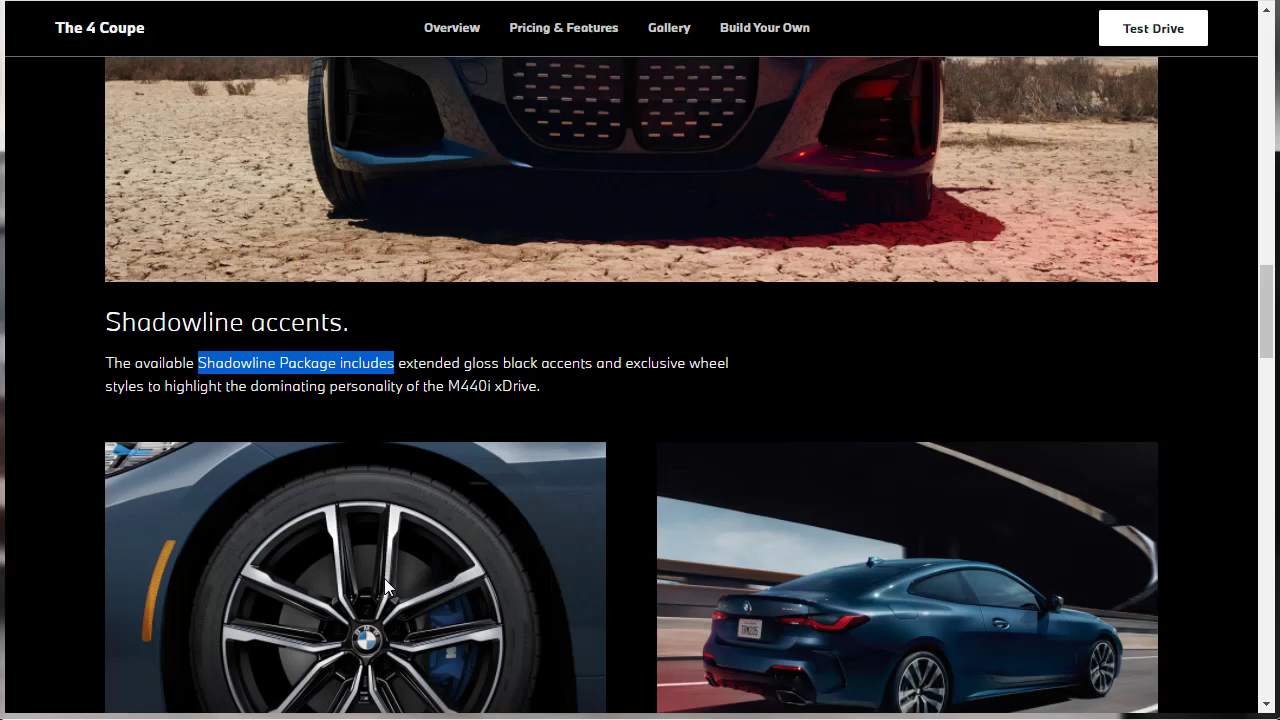 The 4 Coupe
Overview
Pricing & Features
Gallery
Build Your Own
Test Drive
Shadowline accents.
The available Shadowline Package includes extended gloss black accents and exclusive wheel
styles to highlight the dominating personality of the M440i xDrive.
BMW